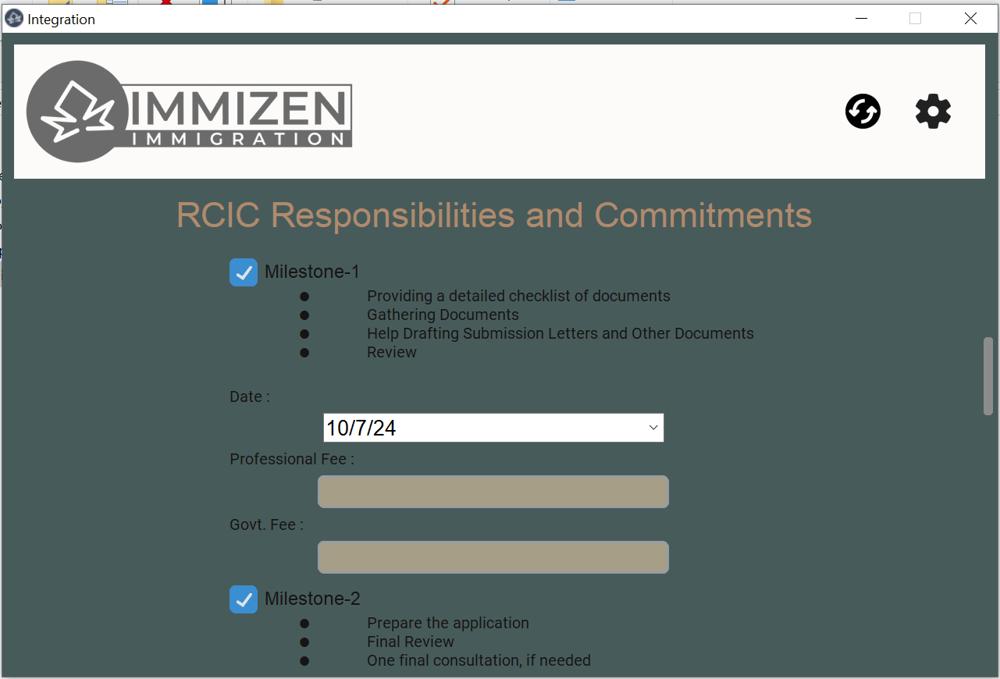 Integration
IMMIZEN
IMMIGRATION
RCIC Responsibilities and Commitments
Milestone-1
● Providing a detailed checklist of documents
● Gathering Documents
● Help Drafting Submission Letters and Other Documents
● Review
Date :
10/7/24
Professional Fee :
Govt. Fee :
Milestone-2
● Prepare the application
● Final Review
● One final consultation, if needed